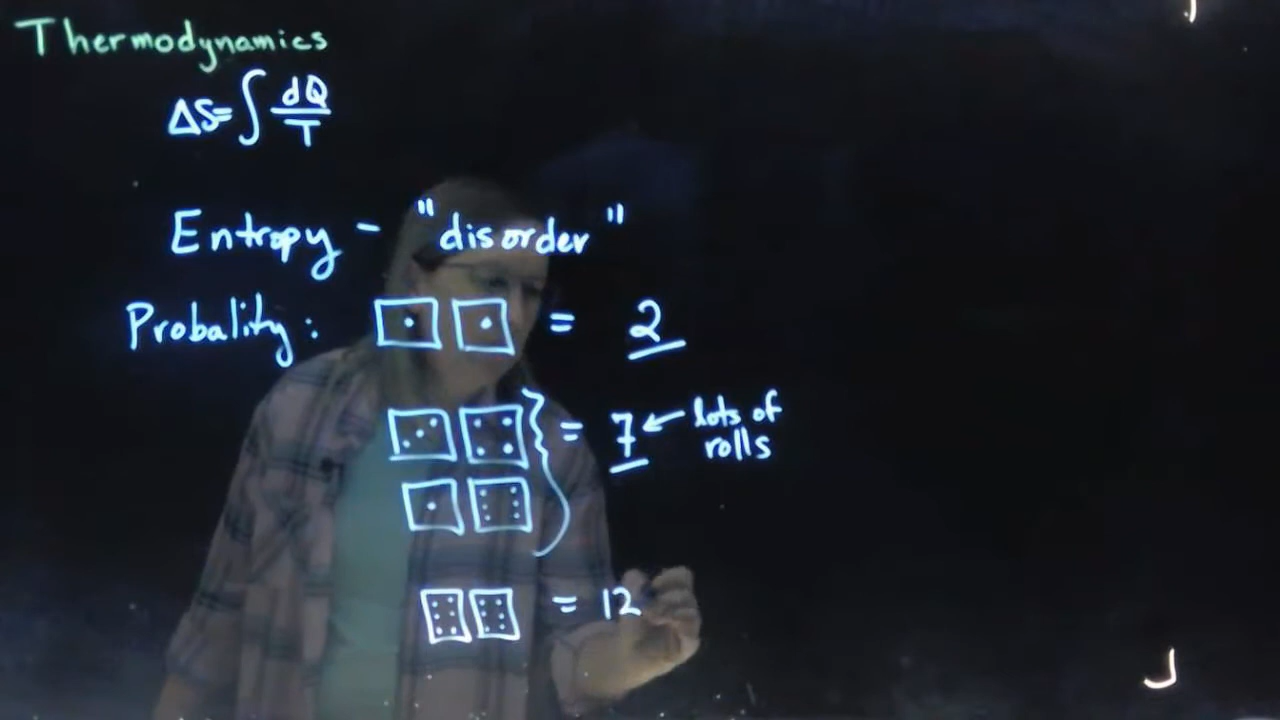 Thermodynamics
ΔS=∫ dQ/T
Entropy - "disorder"
Probality: = 2
= 7 ← lots of
rolls
= 12